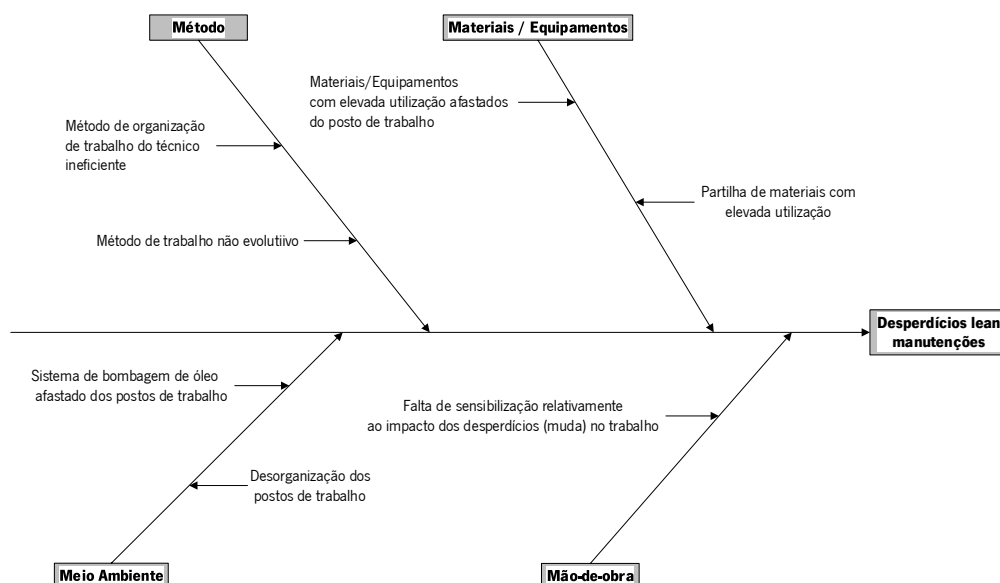 Método
Materiais / Equipamentos
Materiais/Equipamentos
com elevada utilização afastados
do posto de trabalho
Método de organização
de trabalho do técnico
ineficiente
Partilha de materiais com
elevada utilização
Método de trabalho não evolutiivo
Desperdícios lean
manutenções
Sistema de bombagem de óleo
afastado dos postos de trabalho
Falta de sensibilização relativamente
ao impacto dos desperdícios (muda) no trabalho
Desorganização dos
postos de trabalho
Meio Ambiente
Mão-de-obra